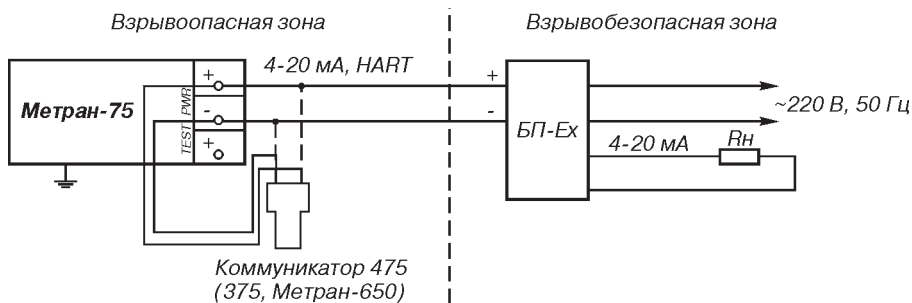 Взрывоопасная зона
Взрывобезопасная зона
4-20 мА, HART
+
+
Метран-75
PWR
-
-
TEST
+
~220 В, 50 Гц
БП-Ех
4-20 мА
Rн
Коммуникатор 475
(375, Метран-650)